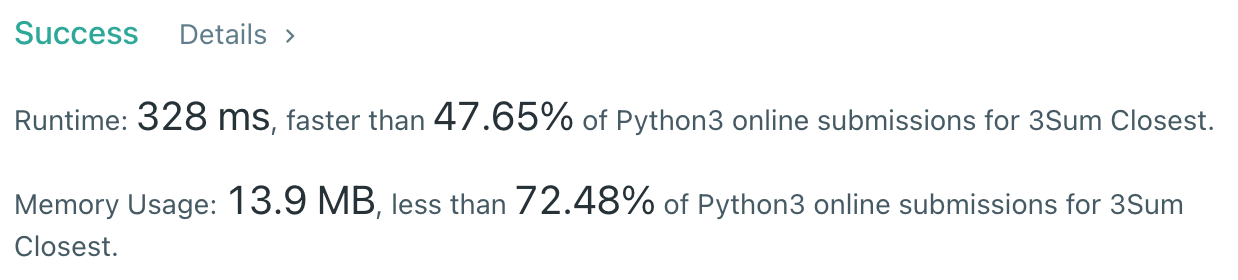 Success Details >
Runtime: 328 ms, faster than 47.65% of Python3 online submissions for 3Sum Closest.
Memory Usage: 13.9 MB, less than 72.48% of Python3 online submissions for 3Sum
Closest.